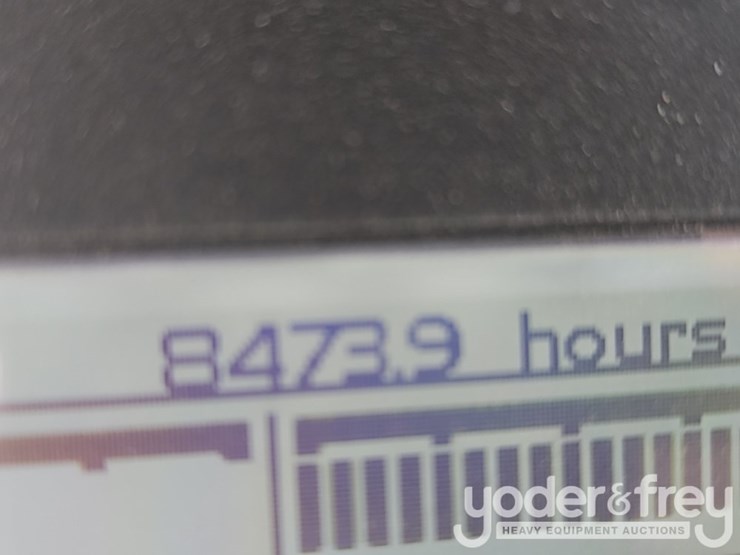 8473.9 hours
yoder&frey
HEAVY EQUIPMENT AUCTIONS